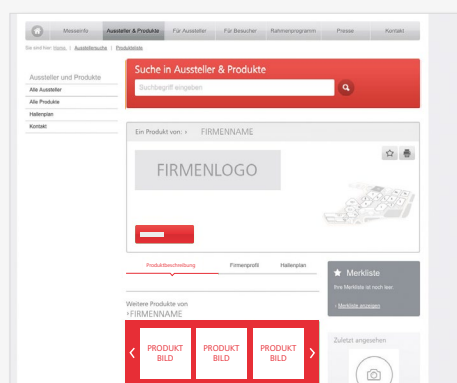 Messeinfo Aussteller & Produkte Für Aussteller Für Besucher Rahmenprogramm Presse Kontakt
Sie sind hier: Home / Ausstellersuche / Produktliste
Aussteller und Produkte
Alle Aussteller
Alle Produkte
Hallenplan
Kontakt
Suche in Aussteller & Produkte
Suchbegriff eingeben
Ein Produkt von: › FIRMENNAME
FIRMENLOGO
Produktbeschreibung Firmenprofil Hallenplan
Merkliste
Ihre Merkliste ist noch leer.
› Merkliste anzeigen
Weitere Produkte von
›FIRMENNAME
PRODUKT BILD
PRODUKT BILD
PRODUKT BILD
Zuletzt angesehen